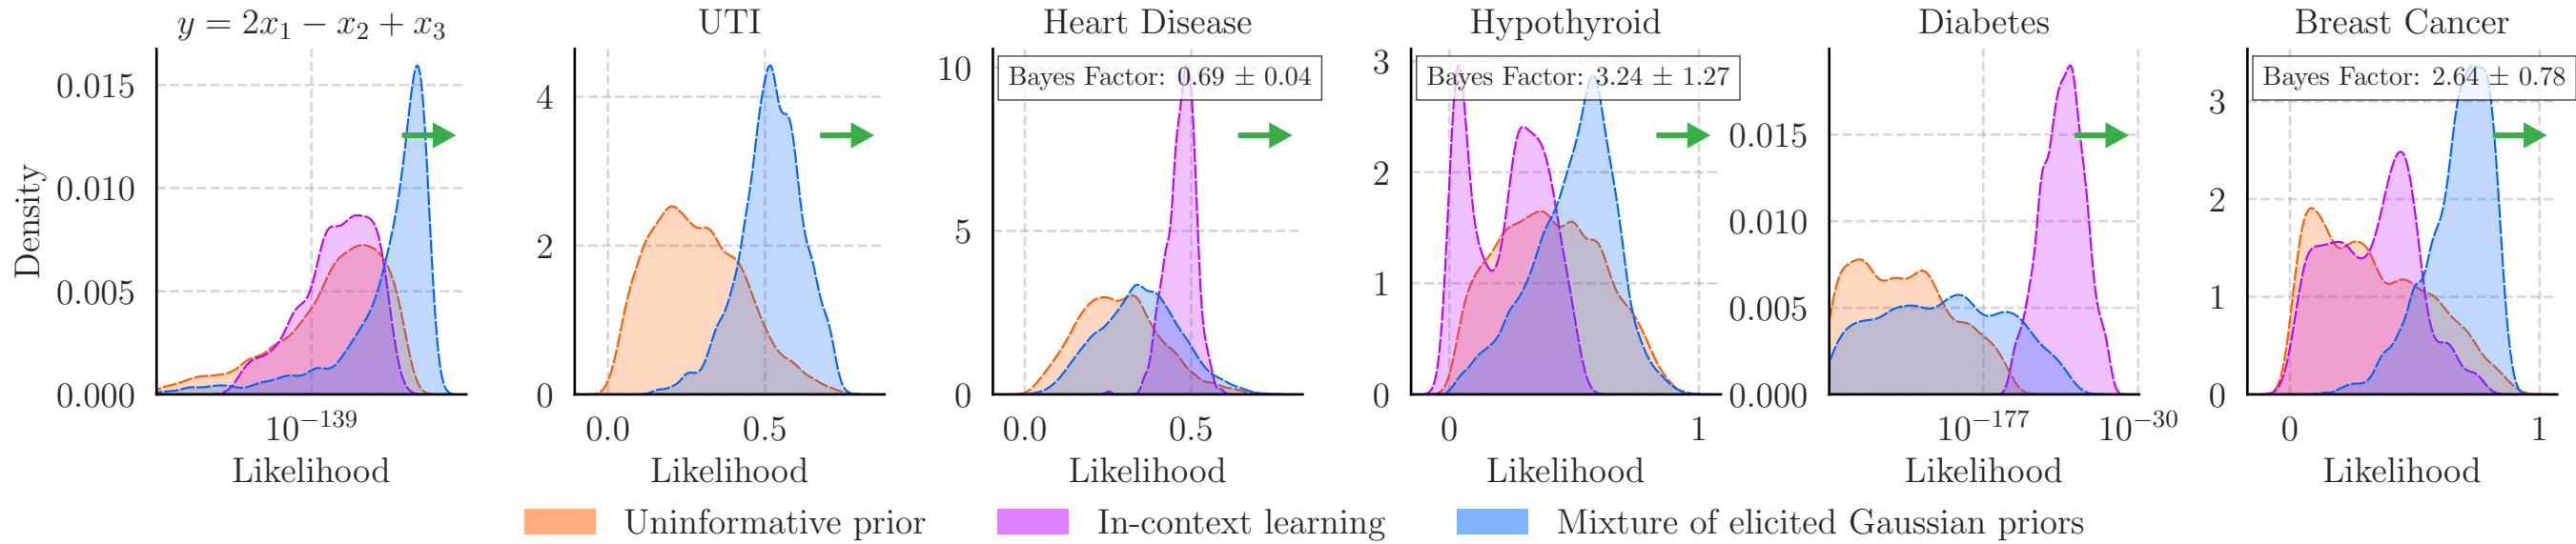 y = 2x₁ − x₂ + x₃
UTI
Heart Disease
Hypothyroid
Diabetes
Breast Cancer
Density
0.015
0.010
0.005
0.000
10⁻¹³⁹
Likelihood
4
2
0
0.0 0.5
Likelihood
Bayes Factor: 0.69 ± 0.04
10
5
0
0.0 0.5
Likelihood
Bayes Factor: 3.24 ± 1.27
3
2
1
0
0 1
Likelihood
0.015
0.010
0.005
0.000
10⁻¹⁷⁷ 10⁻³⁰
Likelihood
Bayes Factor: 2.64 ± 0.78
3
2
1
0
0 1
Likelihood
Uninformative prior
In-context learning
Mixture of elicited Gaussian priors